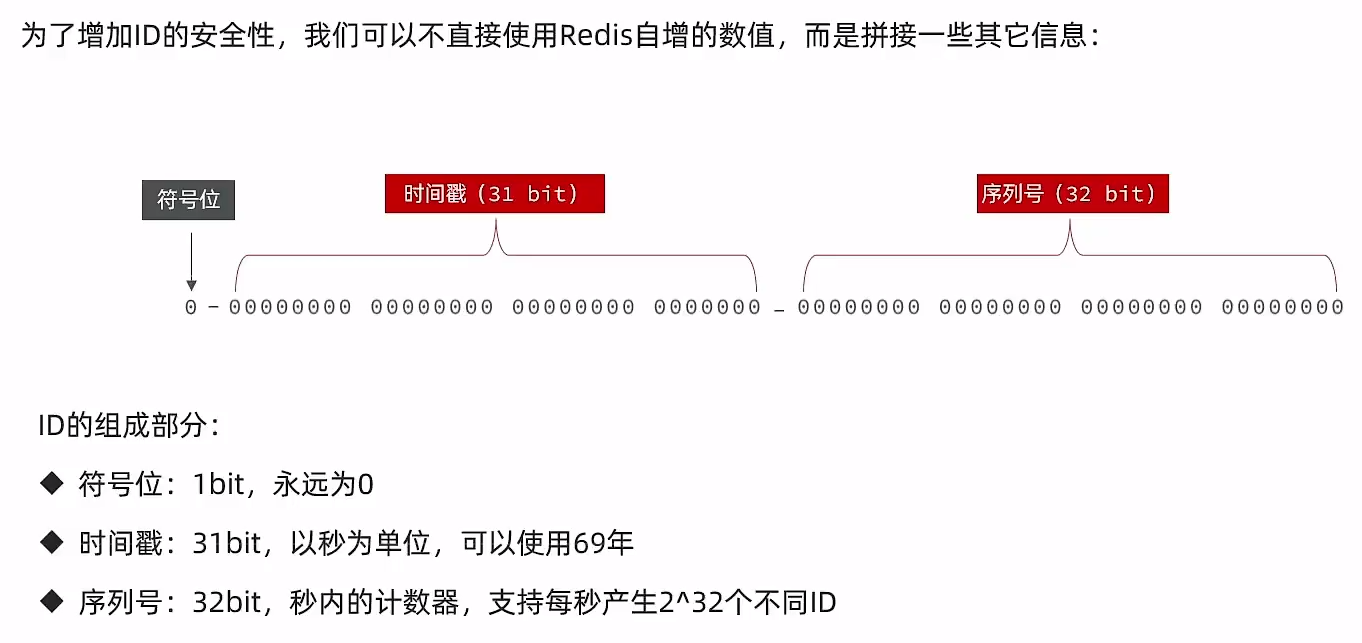 为了增加ID的安全性，我们可以不直接使用Redis自增的数值，而是拼接一些其它信息：
符号位
时间戳（31 bit）
序列号（32 bit）
0 - 00000000 00000000 00000000 0000000 - 00000000 00000000 00000000 00000000
ID的组成部分：
◆ 符号位：1bit，永远为0
◆ 时间戳：31bit，以秒为单位，可以使用69年
◆ 序列号：32bit，秒内的计数器，支持每秒产生2^32个不同ID